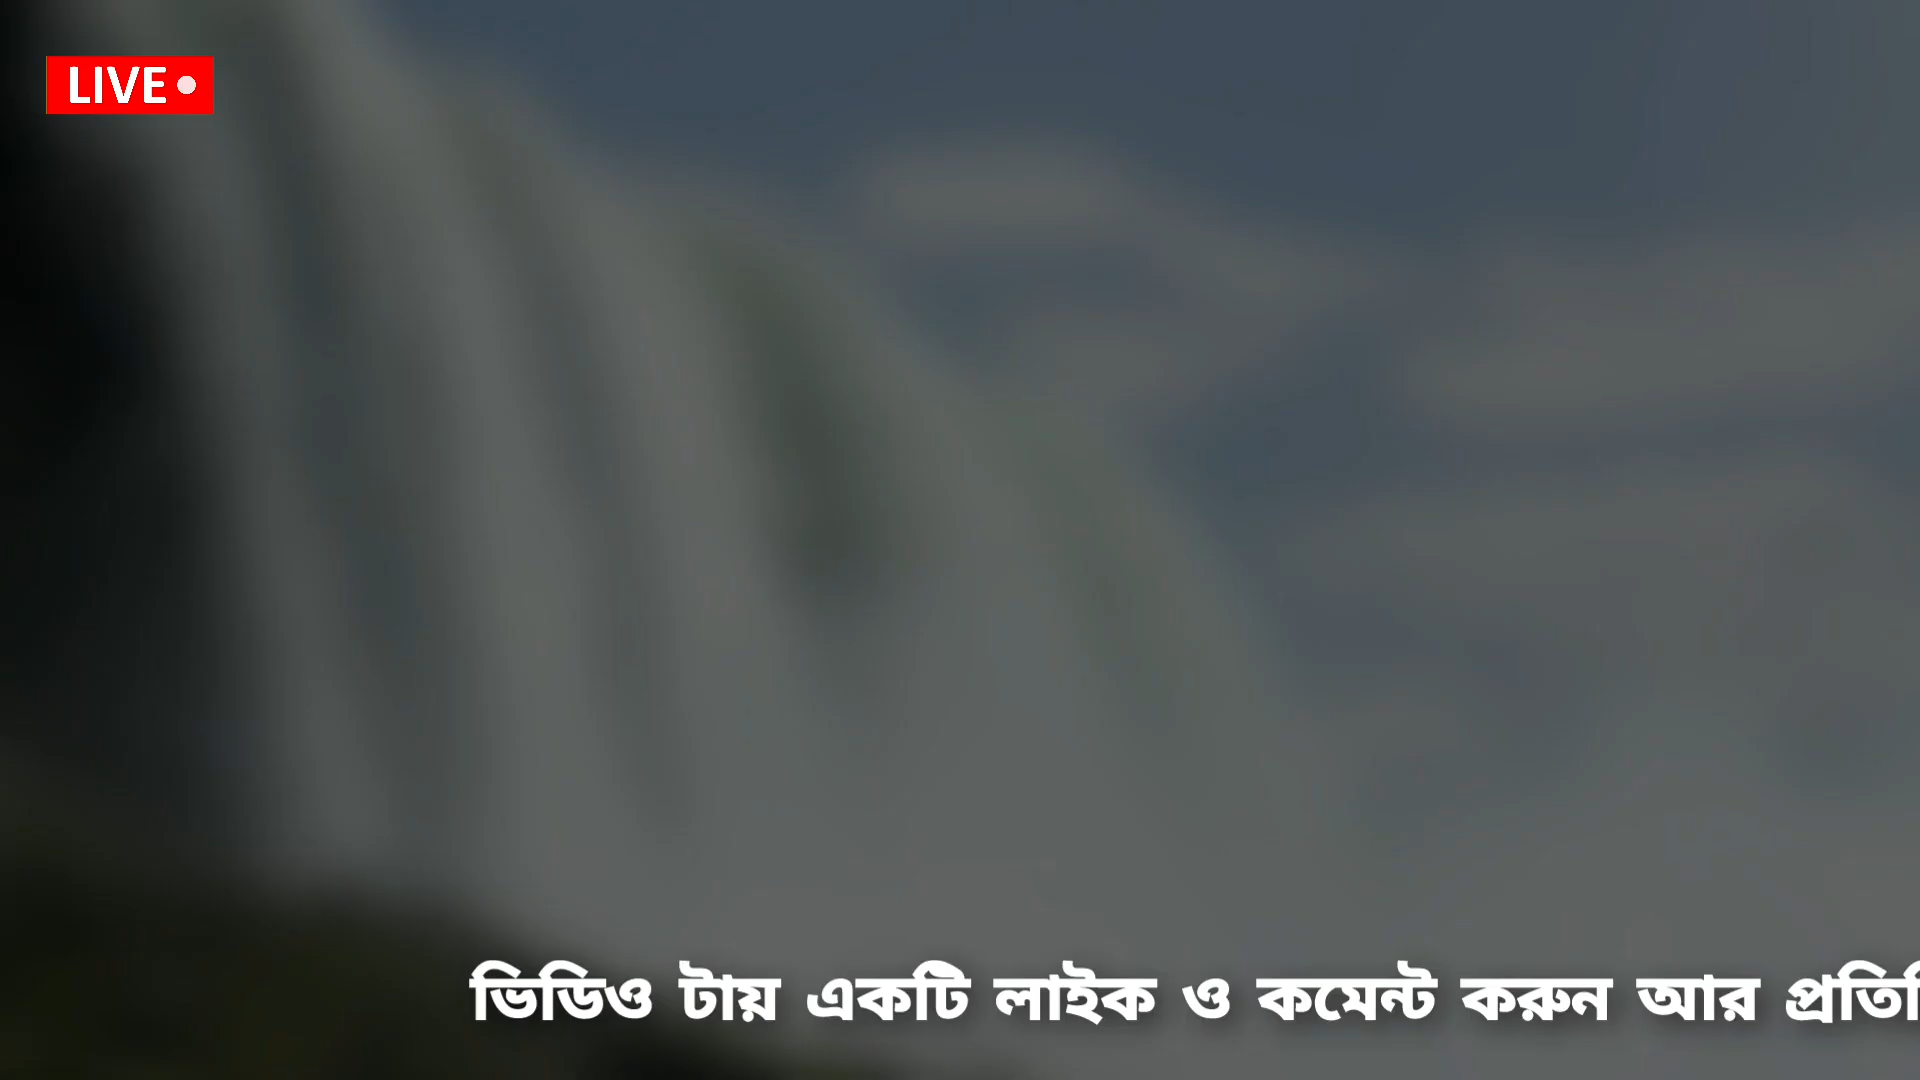 LIVE
ভিডিও টায় একটি লাইক ও কমেন্ট করুন আর